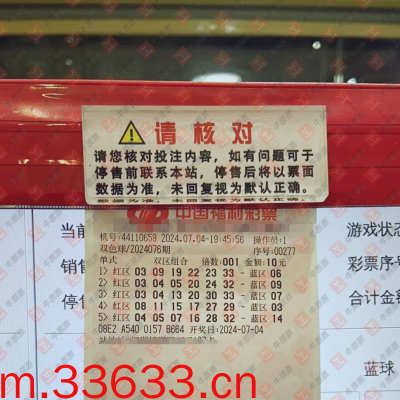 请核对
请您核对投注内容，如有问题可于
停售前联系本站，停售后将以票面
数据为准，未回复视为默认正确。
中国福利彩票
机号:44110659 2024.07.04-19:45:56 操作员:1
双色球/2024076期 序号:00277
单式 双区组合 倍数:001 金额:10元
1) 红区 03 09 19 22 23 33 - 蓝区 06
2) 红区 03 04 05 20 24 32 - 蓝区 08
3) 红区 03 04 13 20 30 33 - 蓝区 07
4) 红区 08 11 15 17 27 29 - 蓝区 03
5) 红区 04 05 07 16 28 32 - 蓝区 14
08E2 A540 0157 B664 开奖日:2024-07-04
当前
销售
停售
游戏状态
彩票序号
合计金额
蓝球
m.33633.cn